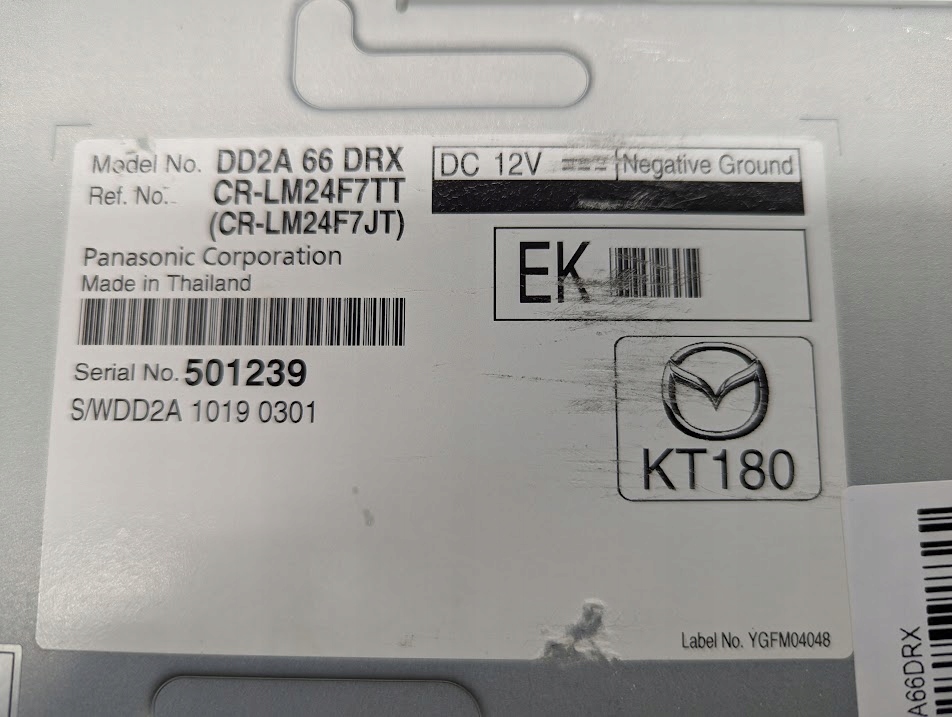 Model No. DD2A 66 DRX
Ref. No. CR-LM24F7TT
(CR-LM24F7JT)
Panasonic Corporation
Made in Thailand
Serial No. 501239
S/WDD2A 1019 0301
DC 12V Negative Ground
EK
KT180
Label No. YGFM04048
A66DRX